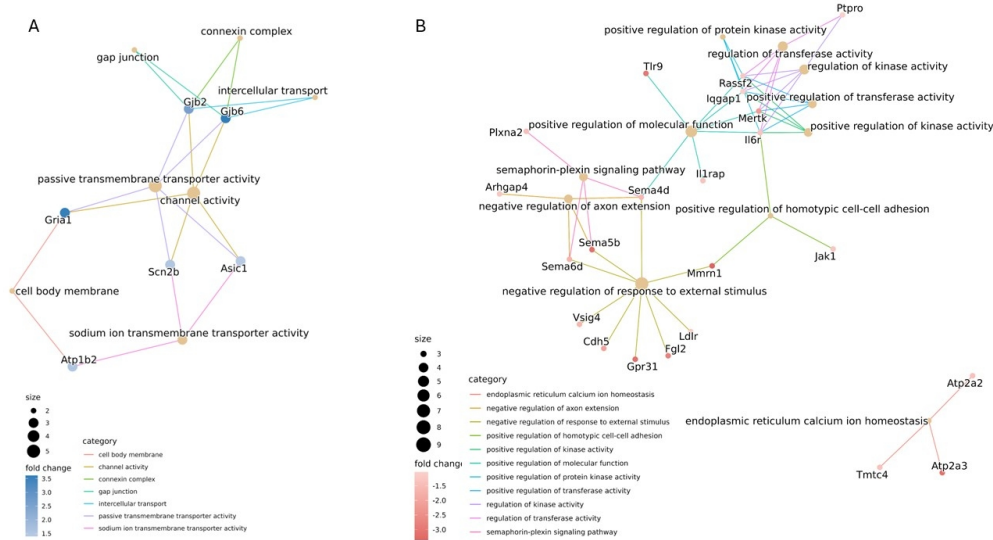 A
connexin complex
gap junction
intercellular transport
Gjb2
Gjb6
passive transmembrane transporter activity
channel activity
Gria1
Scn2b
Asic1
cell body membrane
sodium ion transmembrane transporter activity
Atp1b2
size
2
3
4
5
fold change
3.5
3.0
2.5
2.0
1.5
category
cell body membrane
channel activity
connexin complex
gap junction
intercellular transport
passive transmembrane transporter activity
sodium ion transmembrane transporter activity
B
Ptpro
positive regulation of protein kinase activity
regulation of transferase activity
Tlr9
regulation of kinase activity
Rassf2
Iqgap1
positive regulation of transferase activity
Mertk
positive regulation of molecular function
positive regulation of kinase activity
Plxna2
Il6r
semaphorin-plexin signaling pathway
Il1rap
Arhgap4
Sema4d
negative regulation of axon extension
positive regulation of homotypic cell-cell adhesion
Sema5b
Jak1
Sema6d
Mmrn1
negative regulation of response to external stimulus
Vsig4
Cdh5
Ldlr
Fgl2
Gpr31
Atp2a2
endoplasmic reticulum calcium ion homeostasis
Tmtc4
Atp2a3
size
3
4
5
6
7
8
9
fold chang
-1.5
-2.0
-2.5
-3.0
category
endoplasmic reticulum calcium ion homeostasis
negative regulation of axon extension
negative regulation of response to external stimulus
positive regulation of homotypic cell-cell adhesion
positive regulation of kinase activity
positive regulation of molecular function
positive regulation of protein kinase activity
positive regulation of transferase activity
regulation of kinase activity
regulation of transferase activity
semaphorin-plexin signaling pathway